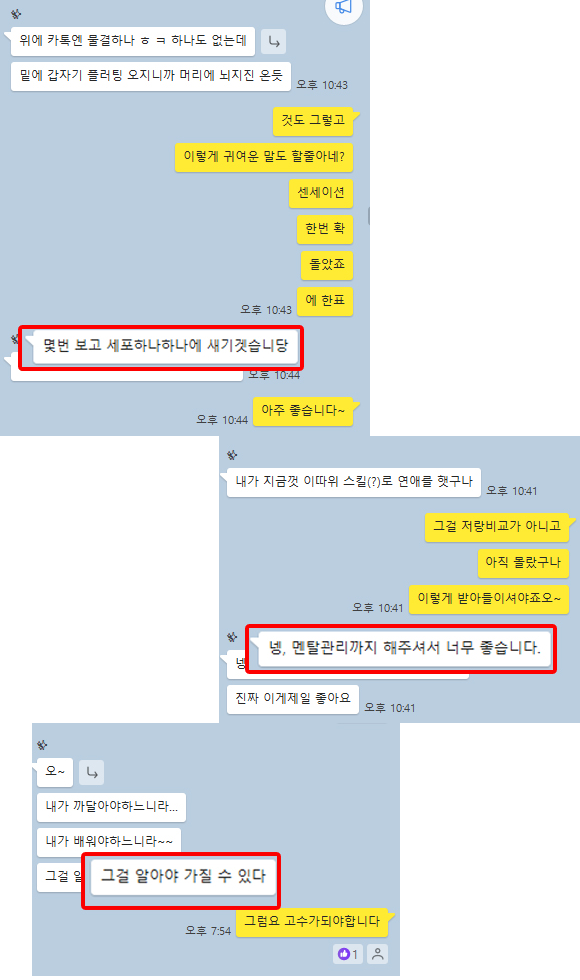 위에 카톡엔 물결하나 ㅎ ㅋ 하나도 없는데
밑에 갑자기 플러팅 오지니까 머리에 뇌지진 온듯
오후 10:43
것도 그렇고
이렇게 귀여운 말도 할줄아네?
센세이션
한번 확
돌았죠
에 한표
오후 10:43
몇번 보고 세포하나하나에 새기겟습니당
오후 10:44
아주 좋습니다~
오후 10:44
내가 지금껏 이따위 스킬(?)로 연애를 햇구나
오후 10:41
그걸 저랑비교가 아니고
아직 몰랐구나
이렇게 받아들이셔야죠오~
오후 10:41
넹, 멘탈관리까지 해주셔서 너무 좋습니다.
넹
진짜 이게제일 좋아요
오후 10:41
오~
내가 까달아야하느니라...
내가 배워야하느니라~~
그걸 알
그걸 알아야 가질 수 있다
그럼요 고수가되야합니다
오후 7:54
1